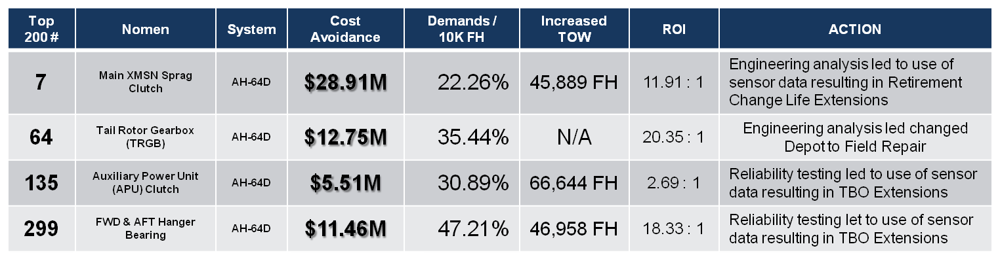 Top
200 #
Nomen
System
Cost
Avoidance
Demands /
10K FH
Increased
TOW
ROI
ACTION
7
Main XMSN Sprag
Clutch
AH-64D
$28.91M
22.26%
45,889 FH
11.91 : 1
Engineering analysis led to use of
sensor data resulting in Retirement
Change Life Extensions
64
Tail Rotor Gearbox
(TRGB)
AH-64D
$12.75M
35.44%
N/A
20.35 : 1
Engineering analysis led changed
Depot to Field Repair
135
Auxiliary Power Unit
(APU) Clutch
AH-64D
$5.51M
30.89%
66,644 FH
2.69 : 1
Reliability testing led to use of sensor
data resulting in TBO Extensions
299
FWD & AFT Hanger
Bearing
AH-64D
$11.46M
47.21%
46,958 FH
18.33 : 1
Reliability testing let to use of sensor
data resulting in TBO Extensions